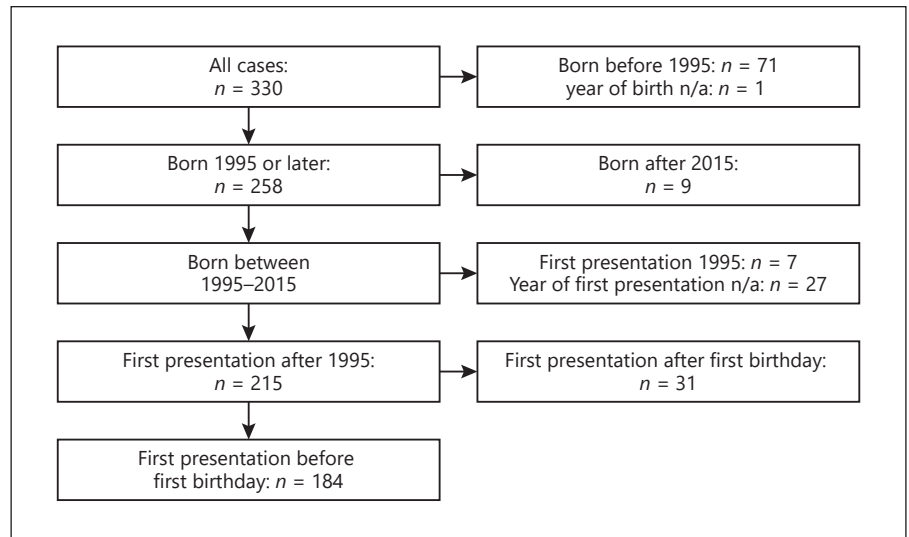 All cases:
n = 330
Born before 1995: n = 71
year of birth n/a: n = 1
Born 1995 or later:
n = 258
Born after 2015:
n = 9
Born between
1995–2015
First presentation 1995: n = 7
Year of first presentation n/a: n = 27
First presentation after 1995:
n = 215
First presentation after first birthday:
n = 31
First presentation before
first birthday: n = 184